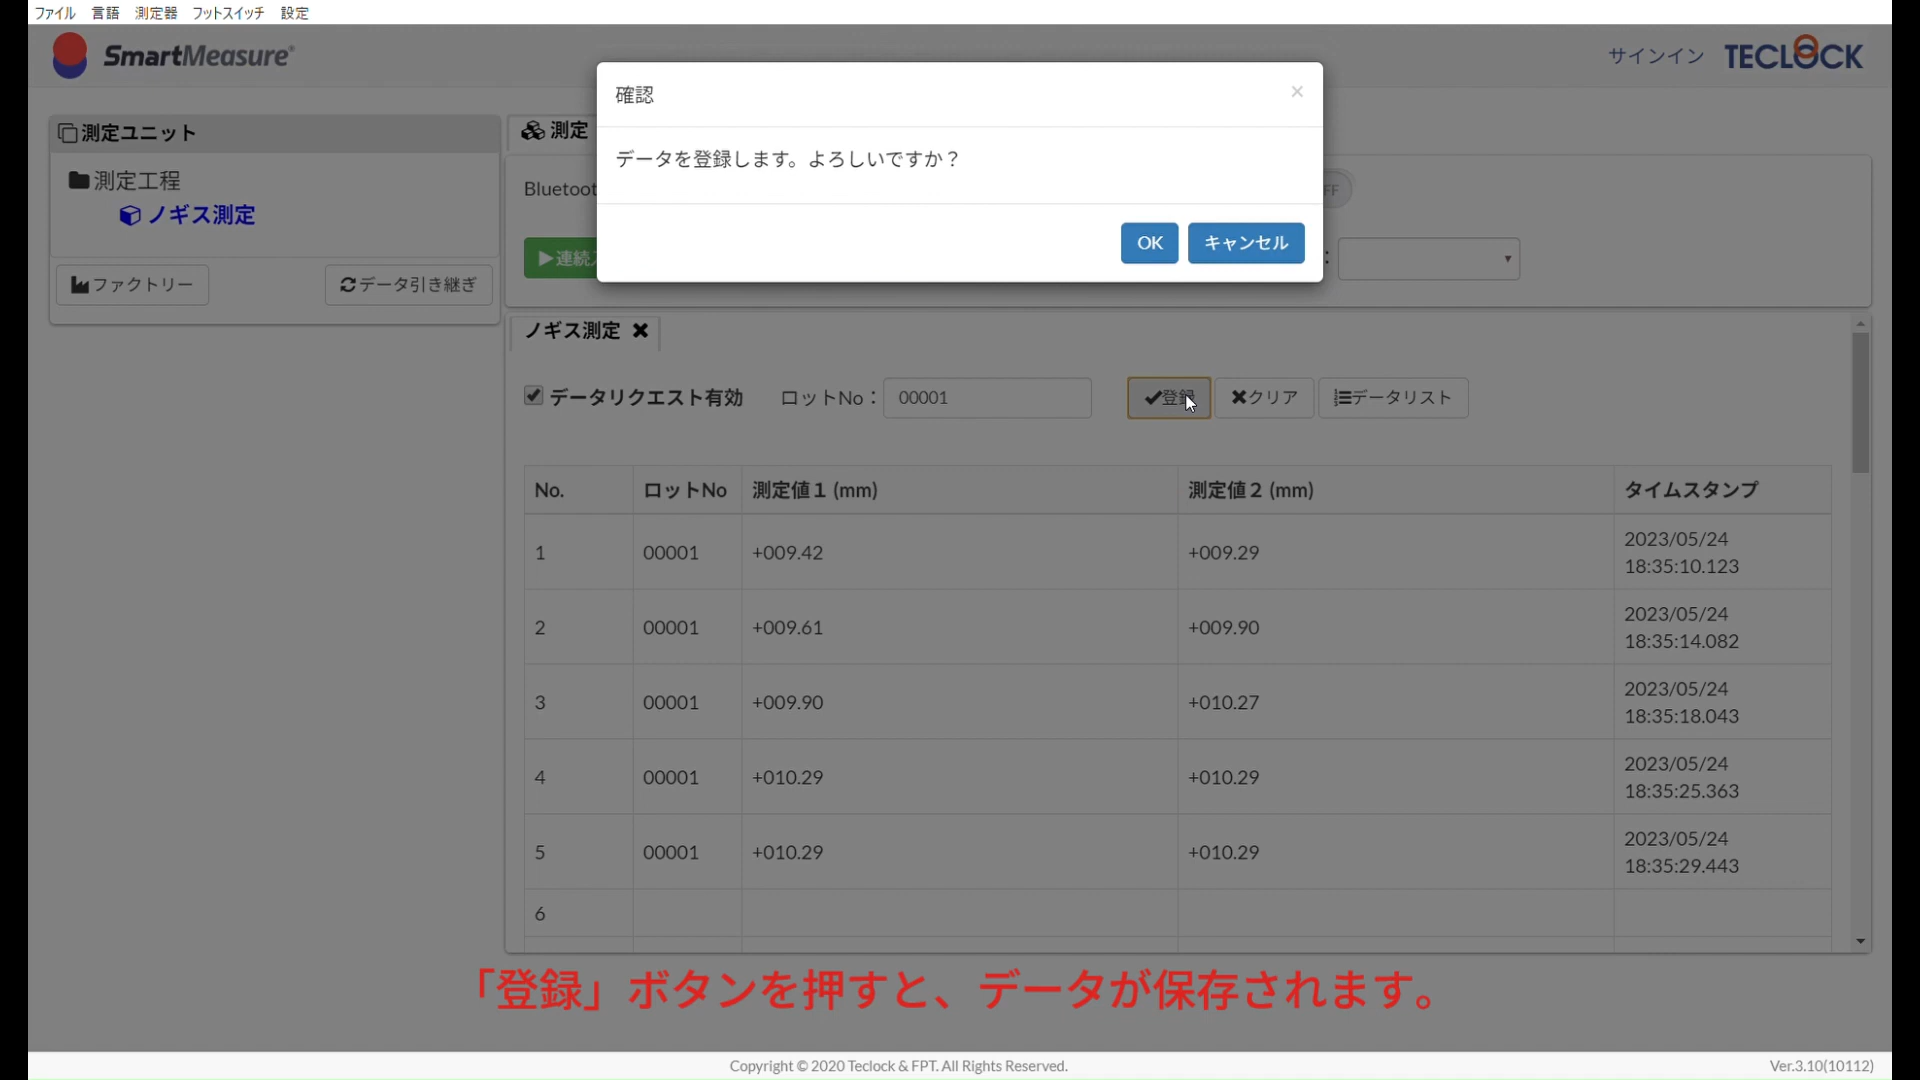 ファイル 言語 測定器 フットスイッチ 設定
SmartMeasure®
サインイン TECLOCK
確認 ×
データを登録します。よろしいですか？
OK キャンセル
測定ユニット
測定工程
ノギス測定
ファクトリー データ引き継ぎ
測定
Bluetoot FF
▶連続 :
ノギス測定 ✖
データリクエスト有効 ロットNo： 00001 ✔登録 ✖クリア データリスト
No. ロットNo 測定値１(mm) 測定値２(mm) タイムスタンプ
1 00001 +009.42 +009.29 2023/05/24
18:35:10.123
2 00001 +009.61 +009.90 2023/05/24
18:35:14.082
3 00001 +009.90 +010.27 2023/05/24
18:35:18.043
4 00001 +010.29 +010.29 2023/05/24
18:35:25.363
5 00001 +010.29 +010.29 2023/05/24
18:35:29.443
6
「登録」ボタンを押すと、データが保存されます。
Copyright © 2020 Teclock & FPT. All Rights Reserved. Ver.3.10(10112)